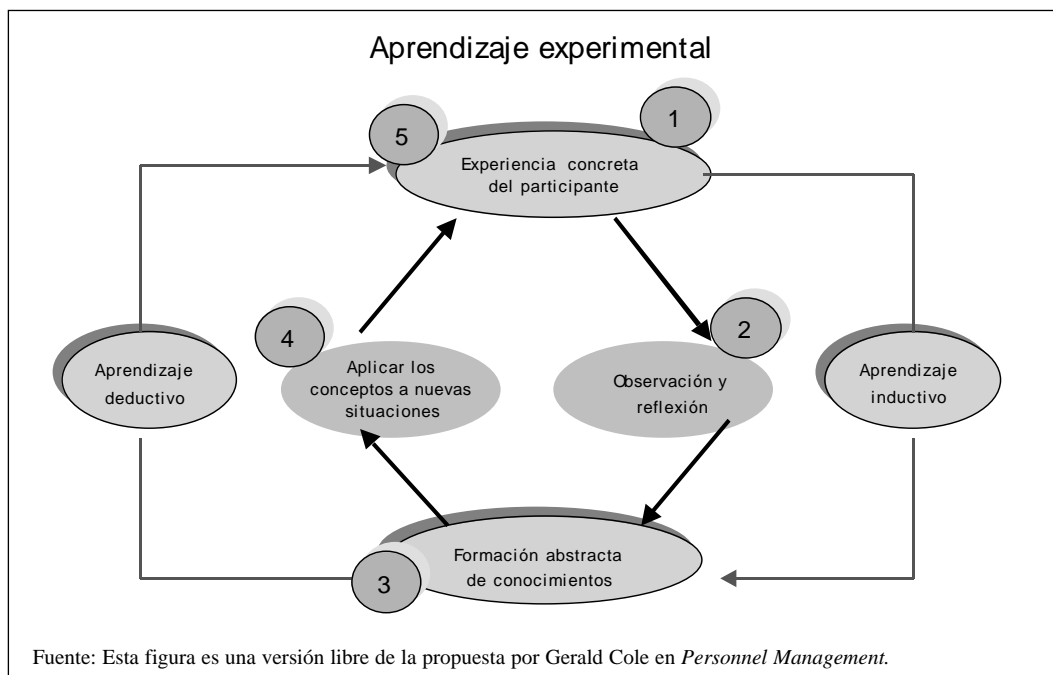 Aprendizaje experimental
5
1
Experiencia concreta
del participante
4
2
Aprendizaje
deductivo
Aplicar los
conceptos a nuevas
situaciones
Observación y
reflexión
Aprendizaje
inductivo
3
Formación abstracta
de conocimientos
Fuente: Esta figura es una versión libre de la propuesta por Gerald Cole en Personnel Management.